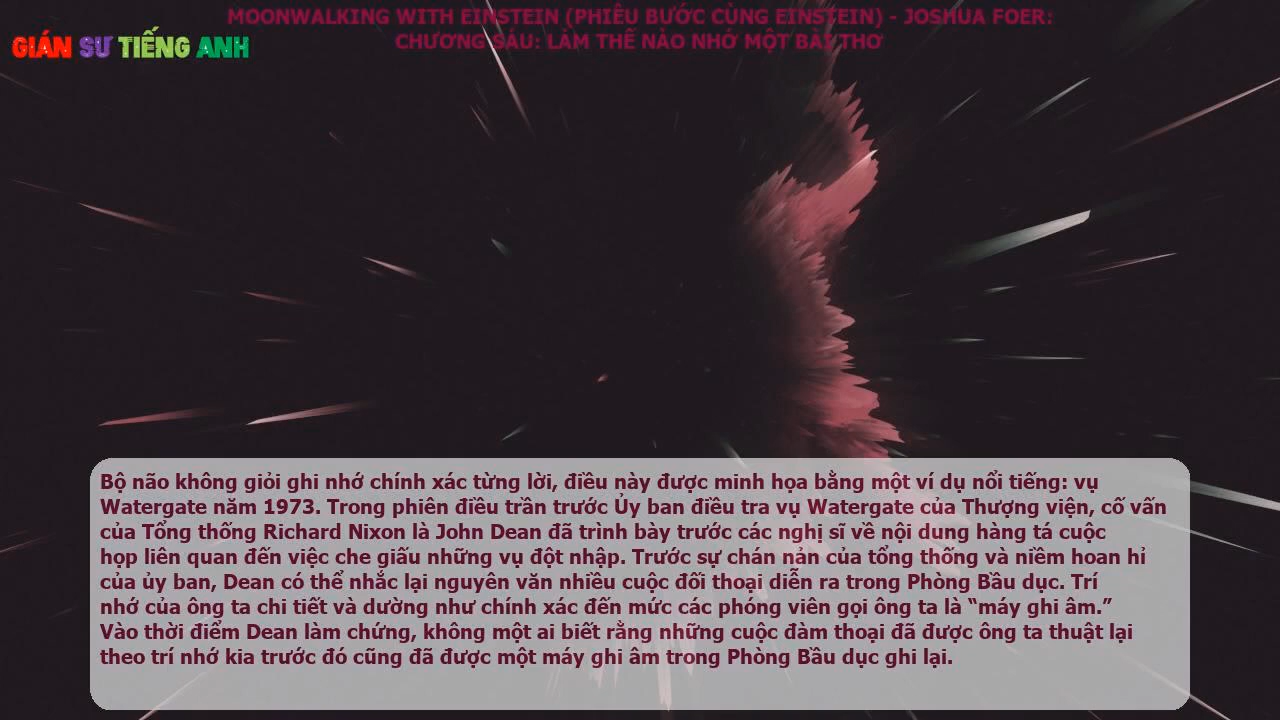 MOONWALKING WITH EINSTEIN (PHIÊU BƯỚC CÙNG EINSTEIN) - JOSHUA FOER:
CHƯƠNG SÁU: LÀM THẾ NÀO NHỚ MỘT BÀI THƠ
GIÁN SƯ TIẾNG ANH
Bộ não không giỏi ghi nhớ chính xác từng lời, điều này được minh họa bằng một ví dụ nổi tiếng: vụ
Watergate năm 1973. Trong phiên điều trần trước Ủy ban điều tra vụ Watergate của Thượng viện, cố vấn
của Tổng thống Richard Nixon là John Dean đã trình bày trước các nghị sĩ về nội dung hàng tá cuộc
họp liên quan đến việc che giấu những vụ đột nhập. Trước sự chán nản của tổng thống và niềm hoan hỉ
của ủy ban, Dean có thể nhắc lại nguyên văn nhiều cuộc đối thoại diễn ra trong Phòng Bầu dục. Trí
nhớ của ông ta chi tiết và dường như chính xác đến mức các phóng viên gọi ông ta là “máy ghi âm.”
Vào thời điểm Dean làm chứng, không một ai biết rằng những cuộc đàm thoại đã được ông ta thuật lại
theo trí nhớ kia trước đó cũng đã được một máy ghi âm trong Phòng Bầu dục ghi lại.